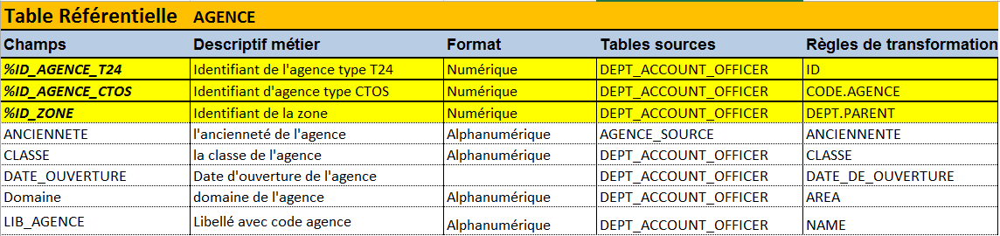 Table Référentielle AGENCE
Champs Descriptif métier Format Tables sources Règles de transformation
%ID_AGENCE_T24 Identifiant de l'agence type T24 Numérique DEPT_ACCOUNT_OFFICER ID
%ID_AGENCE_CTOS Identifiant d'agence type CTOS Numérique DEPT_ACCOUNT_OFFICER CODE.AGENCE
%ID_ZONE Identifiant de la zone Numérique DEPT_ACCOUNT_OFFICER DEPT.PARENT
ANCIENNETE l'ancienneté de l'agence Alphanumérique AGENCE_SOURCE ANCIENNENTE
CLASSE la classe de l'agence Alphanumérique DEPT_ACCOUNT_OFFICER CLASSE
DATE_OUVERTURE Date d'ouverture de l'agence DEPT_ACCOUNT_OFFICER DATE_DE_OUVERTURE
Domaine domaine de l'agence Alphanumérique DEPT_ACCOUNT_OFFICER AREA
LIB_AGENCE Libellé avec code agence Alphanumérique DEPT_ACCOUNT_OFFICER NAME